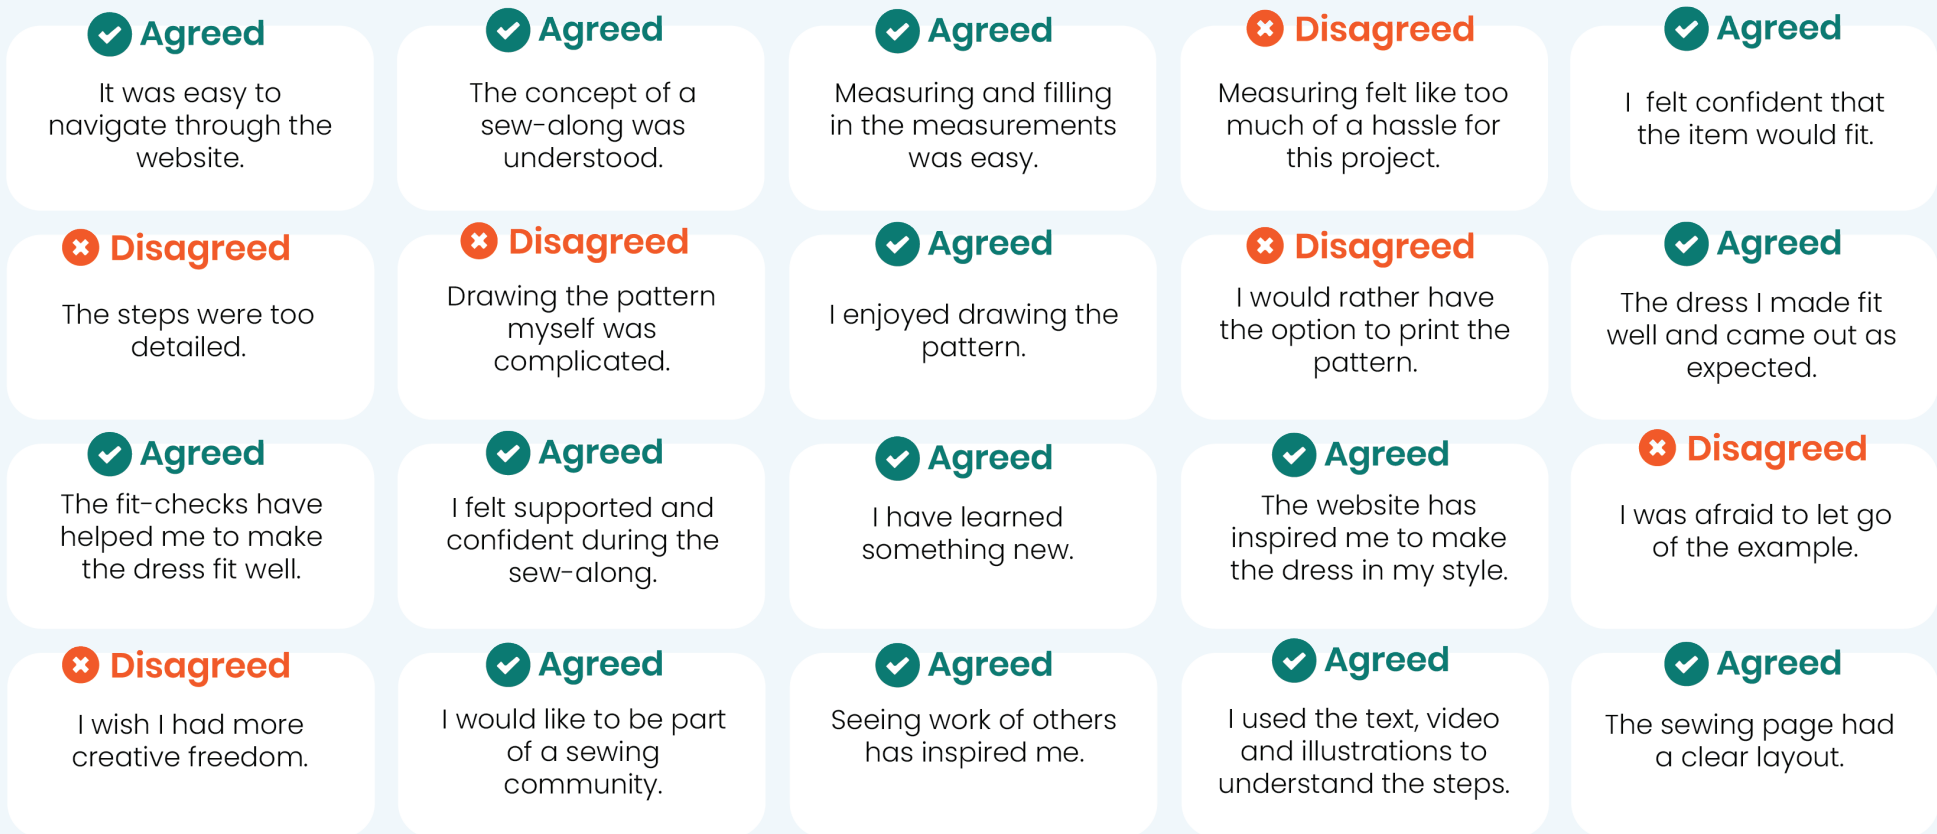 Agreed
It was easy to
navigate through the
website.
Agreed
The concept of a
sew-along was
understood.
Agreed
Measuring and filling
in the measurements
was easy.
Disagreed
Measuring felt like too
much of a hassle for
this project.
Agreed
I felt confident that
the item would fit.
Disagreed
The steps were too
detailed.
Disagreed
Drawing the pattern
myself was
complicated.
Agreed
I enjoyed drawing the
pattern.
Disagreed
I would rather have
the option to print the
pattern.
Agreed
The dress I made fit
well and came out as
expected.
Agreed
The fit-checks have
helped me to make
the dress fit well.
Agreed
I felt supported and
confident during the
sew-along.
Agreed
I have learned
something new.
Agreed
The website has
inspired me to make
the dress in my style.
Disagreed
I was afraid to let go
of the example.
Disagreed
I wish I had more
creative freedom.
Agreed
I would like to be part
of a sewing
community.
Agreed
Seeing work of others
has inspired me.
Agreed
I used the text, video
and illustrations to
understand the steps.
Agreed
The sewing page had
a clear layout.